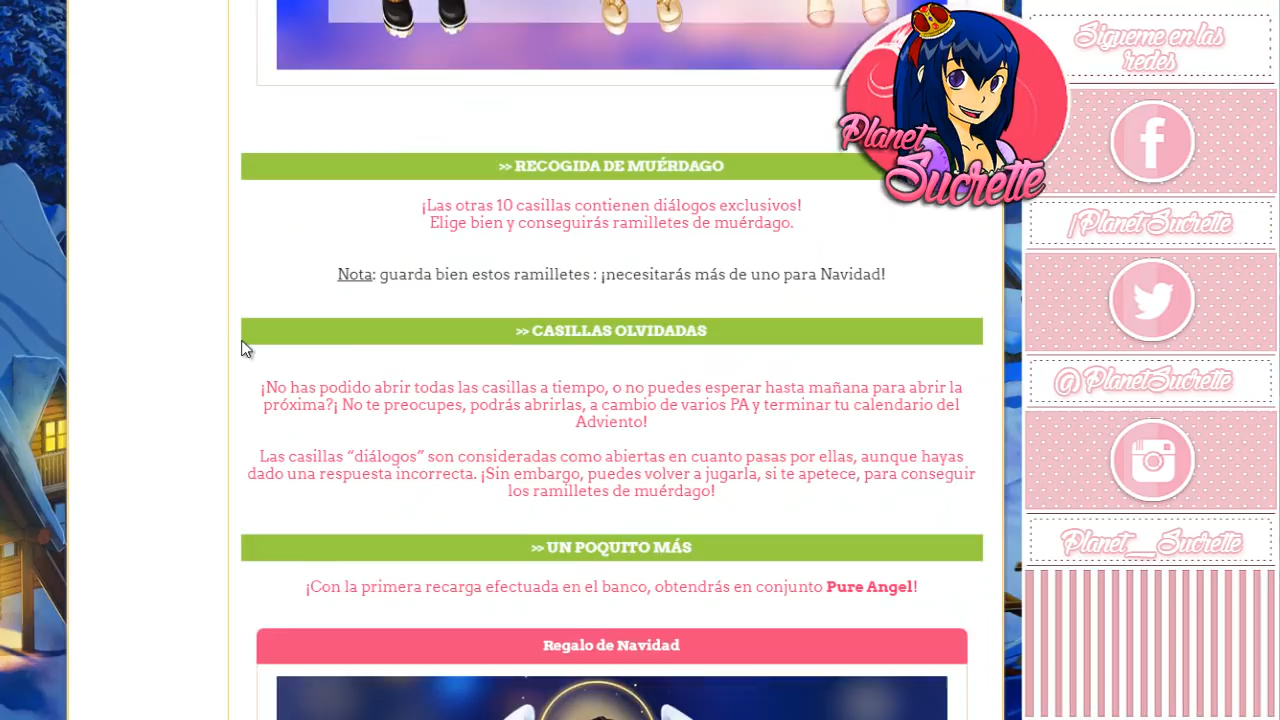 >> RECOGIDA DE MUÉRDAGO
¡Las otras 10 casillas contienen diálogos exclusivos!
Elige bien y conseguirás ramilletes de muérdago.
Nota: guarda bien estos ramilletes : ¡necesitarás más de uno para Navidad!
>> CASILLAS OLVIDADAS
¡No has podido abrir todas las casillas a tiempo, o no puedes esperar hasta mañana para abrir la
próxima?¡ No te preocupes, podrás abrirlas, a cambio de varios PA y terminar tu calendario del
Adviento!
Las casillas “diálogos” son consideradas como abiertas en cuanto pasas por ellas, aunque hayas
dado una respuesta incorrecta. ¡Sin embargo, puedes volver a jugarla, si te apetece, para conseguir
los ramilletes de muérdago!
>> UN POQUITO MÁS
¡Con la primera recarga efectuada en el banco, obtendrás en conjunto Pure Angel!
Regalo de Navidad
Planet
Sucrette
Sigueme en las
redes
/PlanetSucrette
@PlanetSucrette
Planet__Sucrette